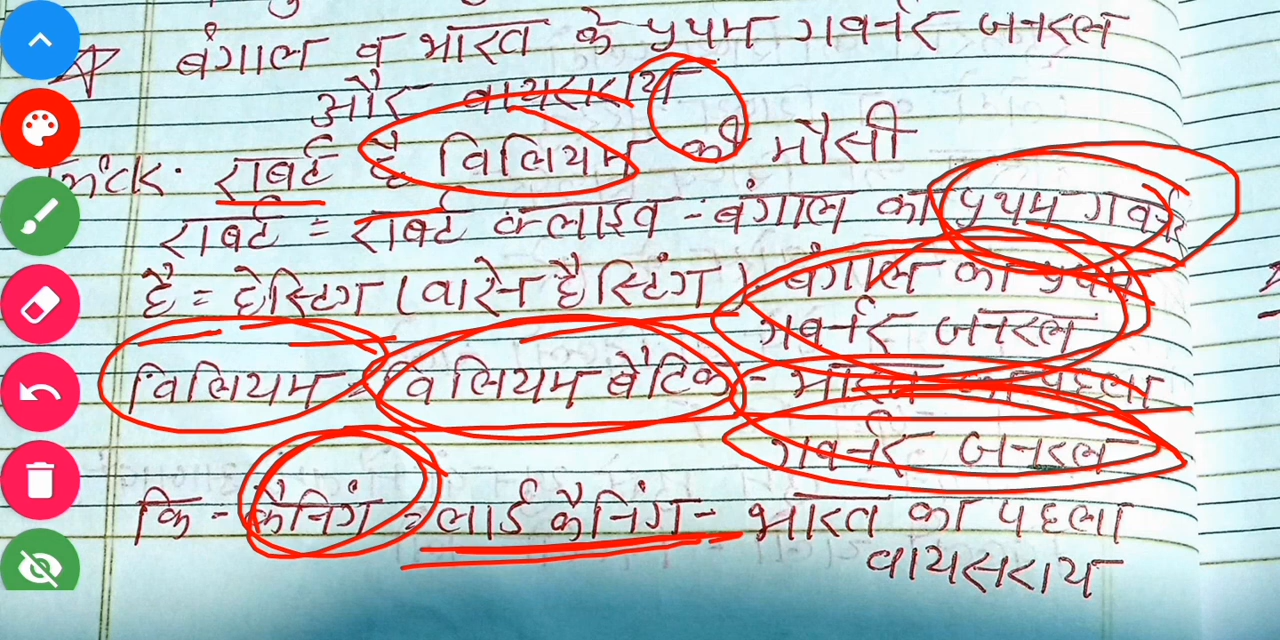 बंगाल व भारत के प्रथम गवर्नर जनरल
और वायसराय
राबर्ट है विलियम की मौसी
राबर्ट = राबर्ट क्लाइव - बंगाल का प्रथम गवर्नर
है = हेस्टिंग (वारेन हैस्टिंग) बंगाल का प्रथम
गवर्नर जनरल
विलियम = विलियम बैंटिक - भारत का पहला
गवर्नर जनरल
कि - कैनिंग = लार्ड कैनिंग - भारत का पहला
वायसराय